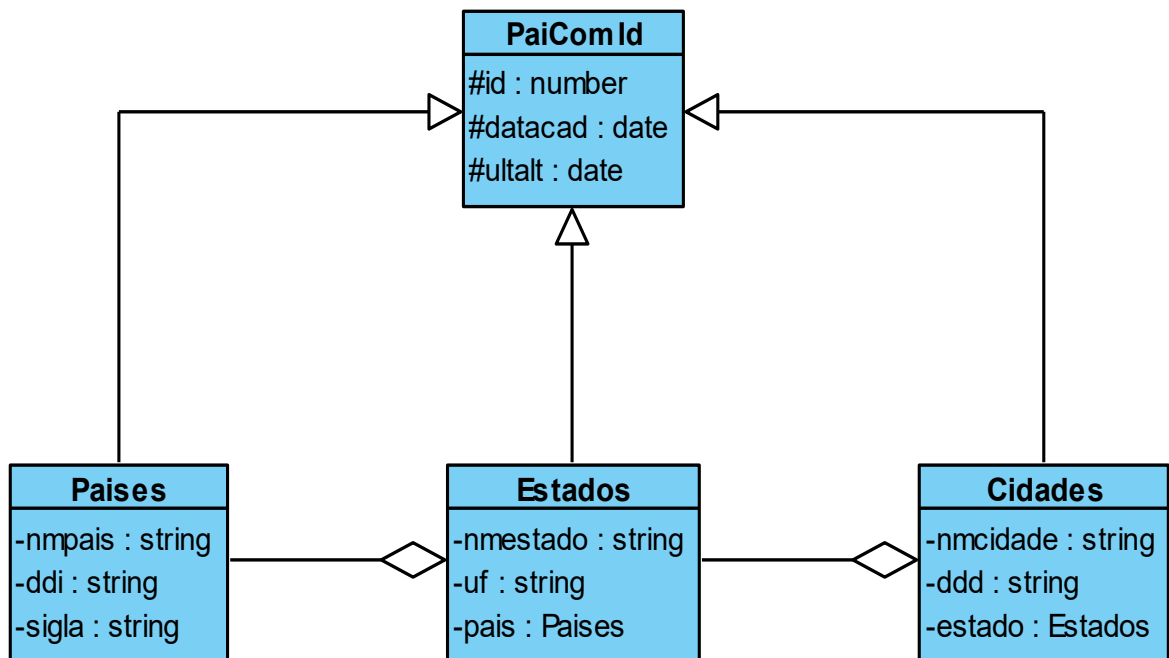 PaiComId
#id : number
#datacad : date
#ultalt : date
Paises
-nmpais : string
-ddi : string
-sigla : string
Estados
-nmestado : string
-uf : string
-pais : Paises
Cidades
-nmcidade : string
-ddd : string
-estado : Estados